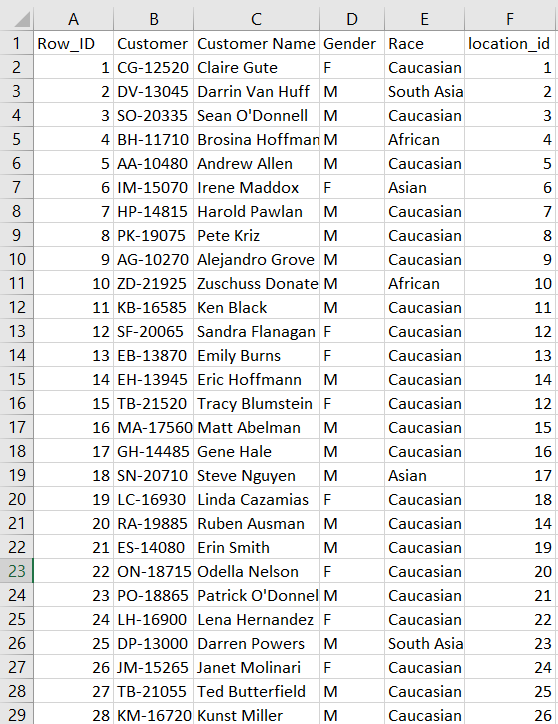 A B C D E F
1 Row_ID Customer Customer Name Gender Race location_id
2 1 CG-12520 Claire Gute F Caucasian 1
3 2 DV-13045 Darrin Van Huff M South Asia 2
4 3 SO-20335 Sean O'Donnell M Caucasian 3
5 4 BH-11710 Brosina Hoffman M African 4
6 5 AA-10480 Andrew Allen M Caucasian 5
7 6 IM-15070 Irene Maddox F Asian 6
8 7 HP-14815 Harold Pawlan M Caucasian 7
9 8 PK-19075 Pete Kriz M Caucasian 8
10 9 AG-10270 Alejandro Grove M Caucasian 9
11 10 ZD-21925 Zuschuss Donate M African 10
12 11 KB-16585 Ken Black M Caucasian 11
13 12 SF-20065 Sandra Flanagan F Caucasian 12
14 13 EB-13870 Emily Burns F Caucasian 13
15 14 EH-13945 Eric Hoffmann M Caucasian 14
16 15 TB-21520 Tracy Blumstein F Caucasian 12
17 16 MA-17560 Matt Abelman M Caucasian 15
18 17 GH-14485 Gene Hale M Caucasian 16
19 18 SN-20710 Steve Nguyen M Asian 17
20 19 LC-16930 Linda Cazamias F Caucasian 18
21 20 RA-19885 Ruben Ausman M Caucasian 14
22 21 ES-14080 Erin Smith M Caucasian 19
23 22 ON-18715 Odella Nelson F Caucasian 20
24 23 PO-18865 Patrick O'Donnel M Caucasian 21
25 24 LH-16900 Lena Hernandez F Caucasian 22
26 25 DP-13000 Darren Powers M South Asia 23
27 26 JM-15265 Janet Molinari F Caucasian 24
28 27 TB-21055 Ted Butterfield M Caucasian 25
29 28 KM-16720 Kunst Miller M Caucasian 26